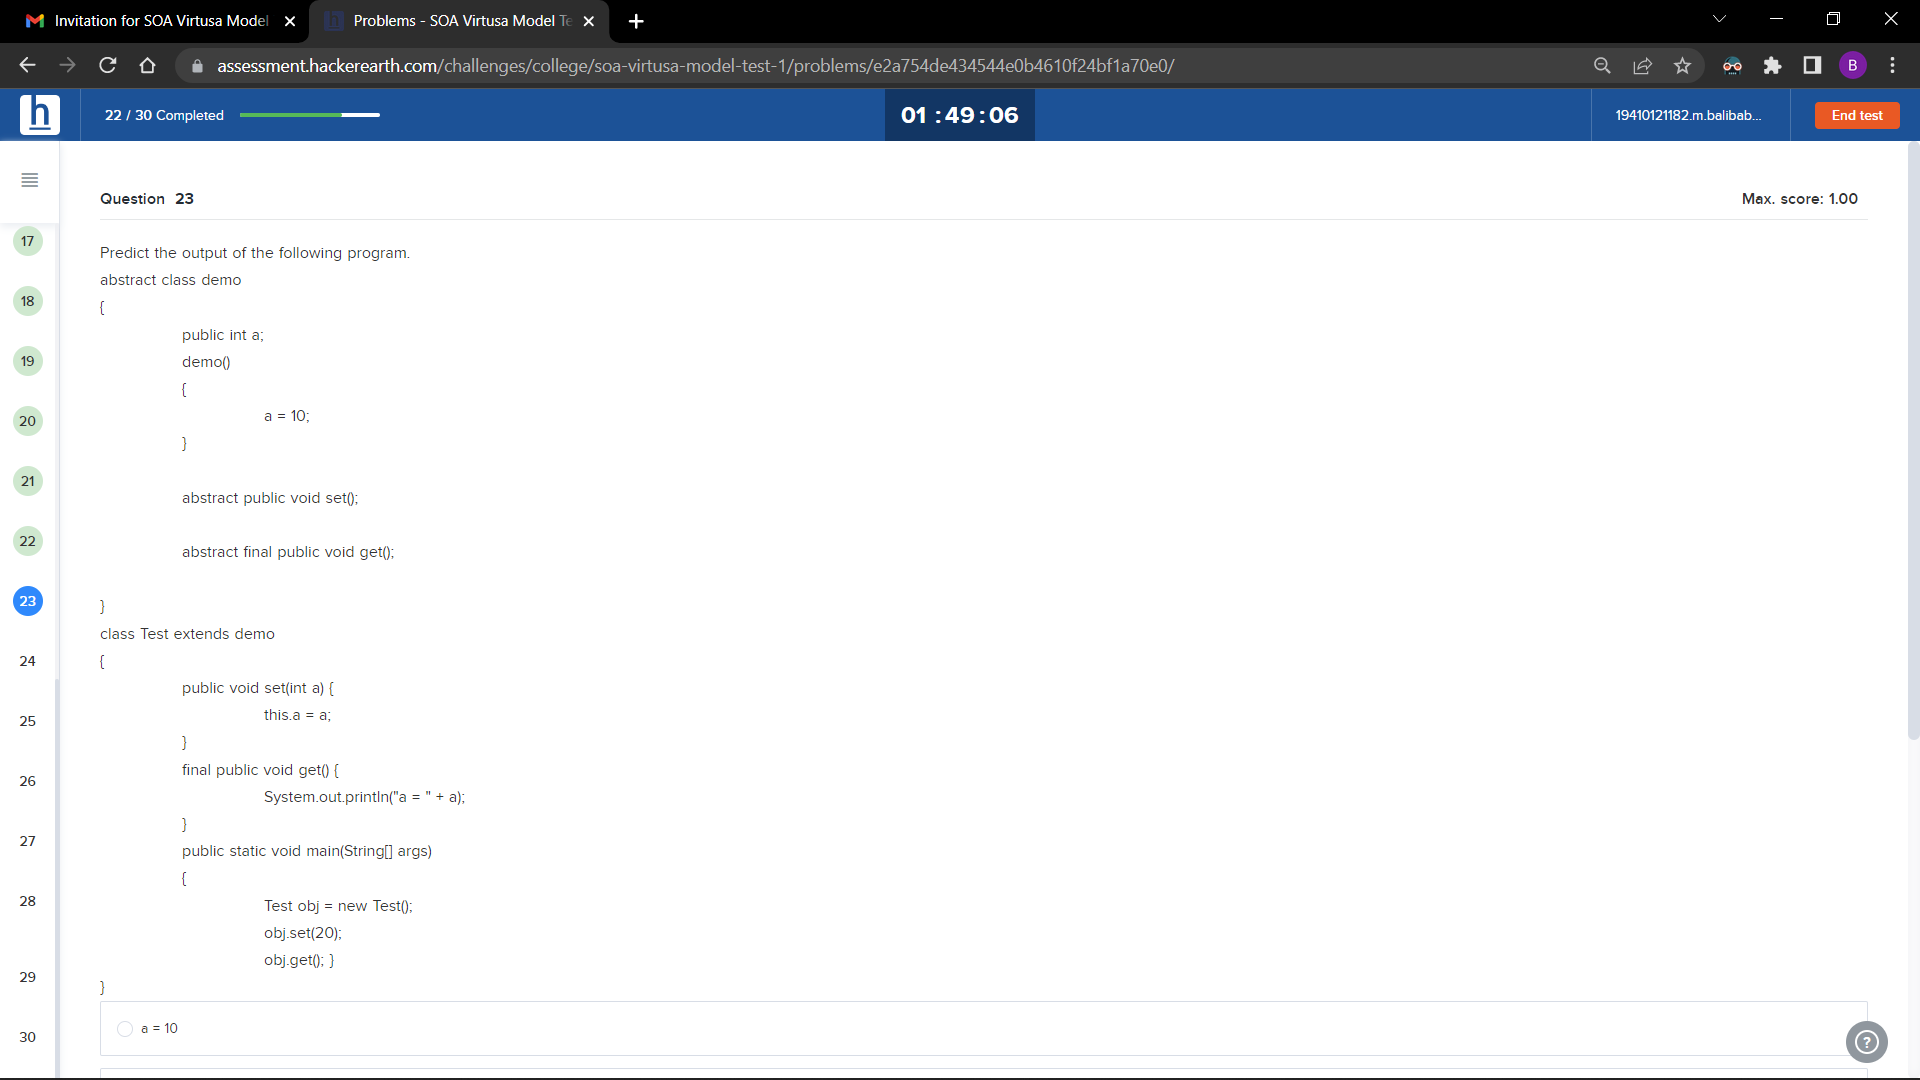 Invitation for SOA Virtusa Model
Problems - SOA Virtusa Model Te
assessment.hackerearth.com/challenges/college/soa-virtusa-model-test-1/problems/e2a754de434544e0b4610f24bf1a70e0/
B
h
22 / 30 Completed
01 : 49 : 06
19410121182.m.balibab...
End test
Question 23
Max. score: 1.00
17
18
19
20
21
22
23
24
25
26
27
28
29
30
Predict the output of the following program.
abstract class demo
{
public int a;
demo()
{
a = 10;
}
abstract public void set();
abstract final public void get();
}
class Test extends demo
{
public void set(int a) {
this.a = a;
}
final public void get() {
System.out.println("a = " + a);
}
public static void main(String[] args)
{
Test obj = new Test();
obj.set(20);
obj.get(); }
}
a = 10
?